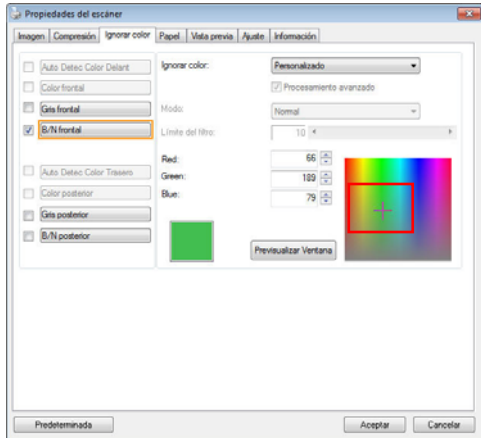 Propiedades del escáner
Imagen Compresión Ignorar color Papel Vista previa Ajuste Información
Auto Detec Color Delant
Color frontal
Gris frontal
B/N frontal
Auto Detec Color Trasero
Color posterior
Gris posterior
B/N posterior
Ignorar color: Personalizado
Procesamiento avanzado
Modo: Normal
Límite del filtro: 10
Red: 66
Green: 189
Blue: 79
Previsualizar Ventana
Predeterminada Aceptar Cancelar